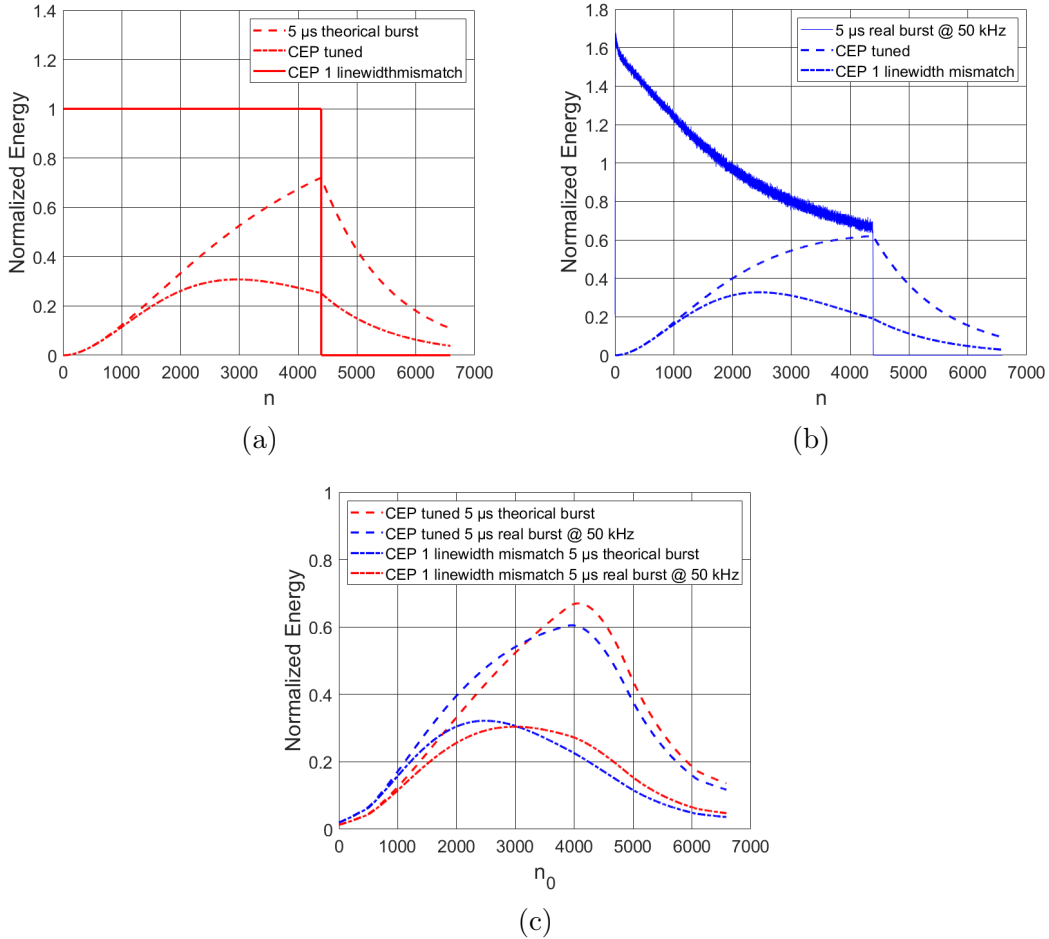 1.4
1.2
1
0.8
0.6
0.4
0.2
0
0 1000 2000 3000 4000 5000 6000 7000
n
Normalized Energy
5 µs theorical burst
CEP tuned
CEP 1 linewidthmismatch
(a)
1.8
1.6
1.4
1.2
1
0.8
0.6
0.4
0.2
0
0 1000 2000 3000 4000 5000 6000 7000
n
Normalized Energy
5 µs real burst @ 50 kHz
CEP tuned
CEP 1 linewidth mismatch
(b)
1
0.8
0.6
0.4
0.2
0
0 1000 2000 3000 4000 5000 6000 7000
n₀
Normalized Energy
CEP tuned 5 µs theorical burst
CEP tuned 5 µs real burst @ 50 kHz
CEP 1 linewidth mismatch 5 µs theorical burst
CEP 1 linewidth mismatch 5 µs real burst @ 50 kHz
(c)